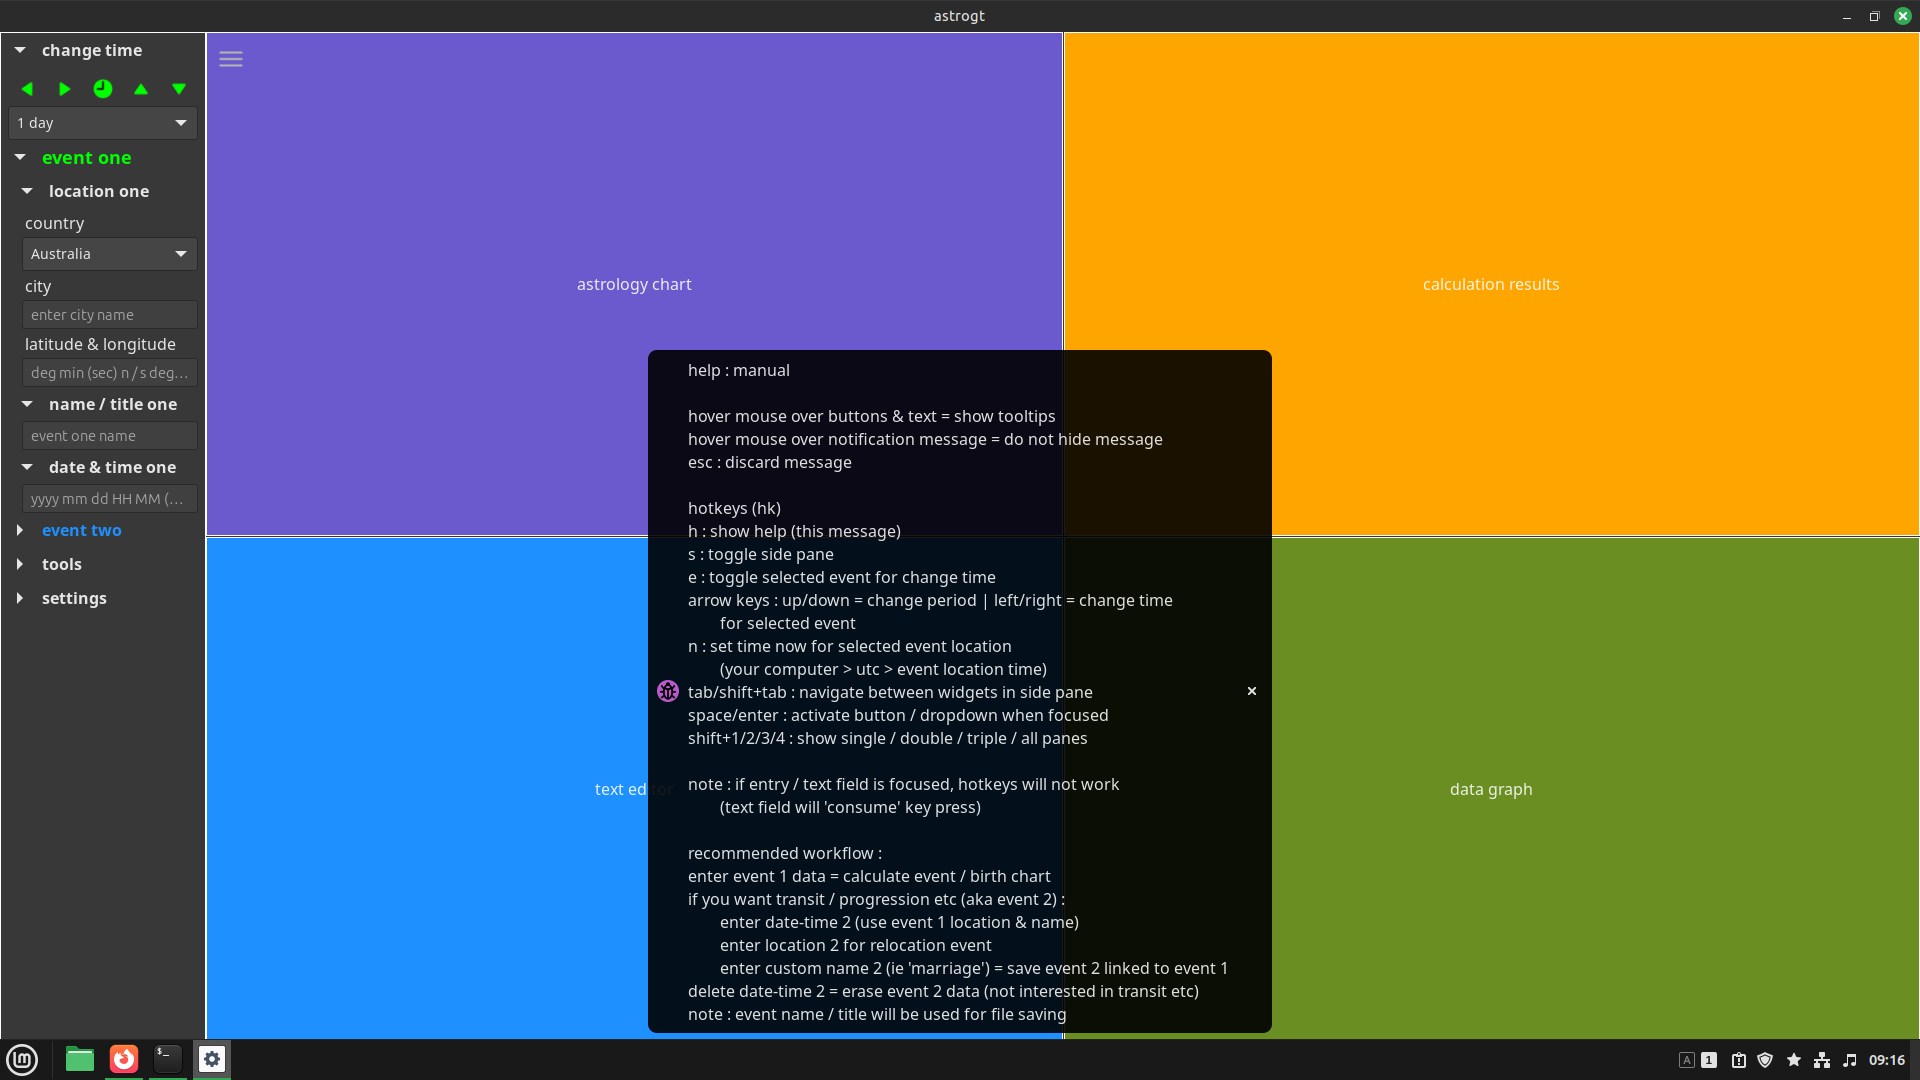 astrogt
change time
1 day
event one
location one
country
Australia
city
enter city name
latitude & longitude
deg min (sec) n / s deg...
name / title one
event one name
date & time one
yyyy mm dd HH MM (...
event two
tools
settings
astrology chart
calculation results
text editor
data graph
help : manual
hover mouse over buttons & text = show tooltips
hover mouse over notification message = do not hide message
esc : discard message
hotkeys (hk)
h : show help (this message)
s : toggle side pane
e : toggle selected event for change time
arrow keys : up/down = change period | left/right = change time
for selected event
n : set time now for selected event location
(your computer > utc > event location time)
tab/shift+tab : navigate between widgets in side pane
space/enter : activate button / dropdown when focused
shift+1/2/3/4 : show single / double / triple / all panes
note : if entry / text field is focused, hotkeys will not work
(text field will 'consume' key press)
recommended workflow :
enter event 1 data = calculate event / birth chart
if you want transit / progression etc (aka event 2) :
enter date-time 2 (use event 1 location & name)
enter location 2 for relocation event
enter custom name 2 (ie 'marriage') = save event 2 linked to event 1
delete date-time 2 = erase event 2 data (not interested in transit etc)
note : event name / title will be used for file saving
A
1
09:16